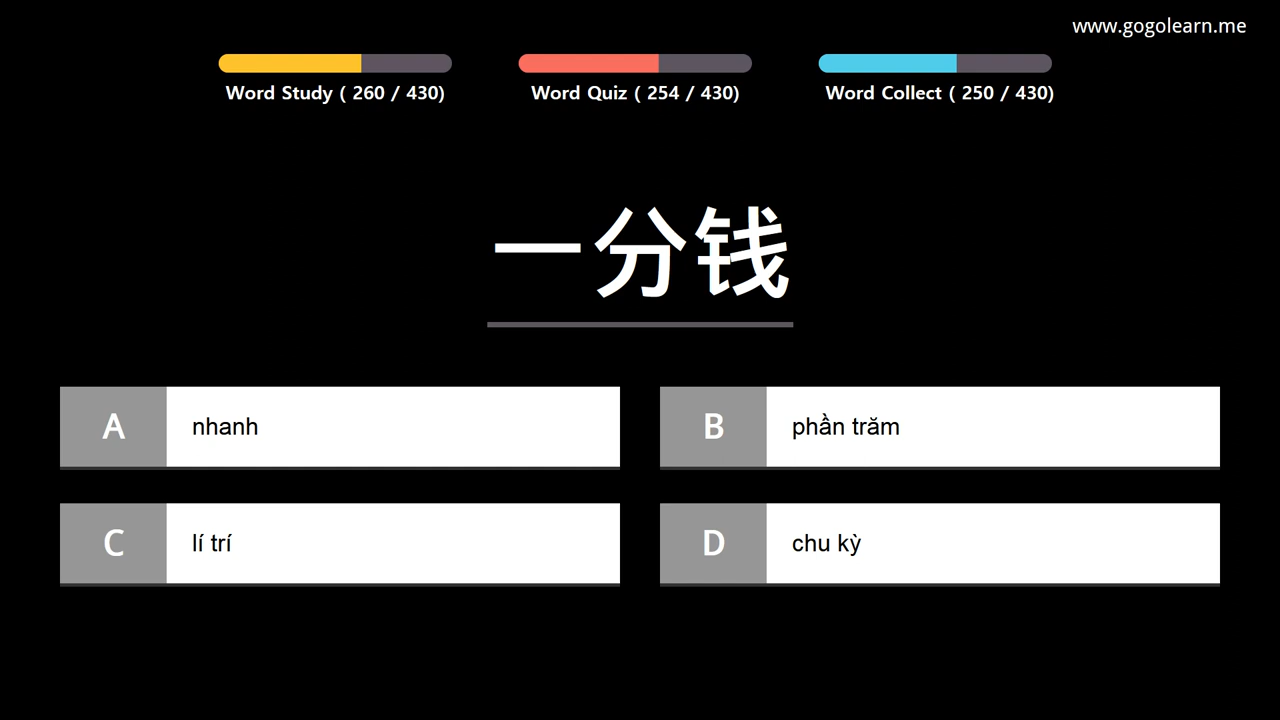 www.gogolearn.me
Word Study ( 260 / 430)
Word Quiz ( 254 / 430)
Word Collect ( 250 / 430)
一分钱
A nhanh
B phần trăm
C lí trí
D chu kỳ